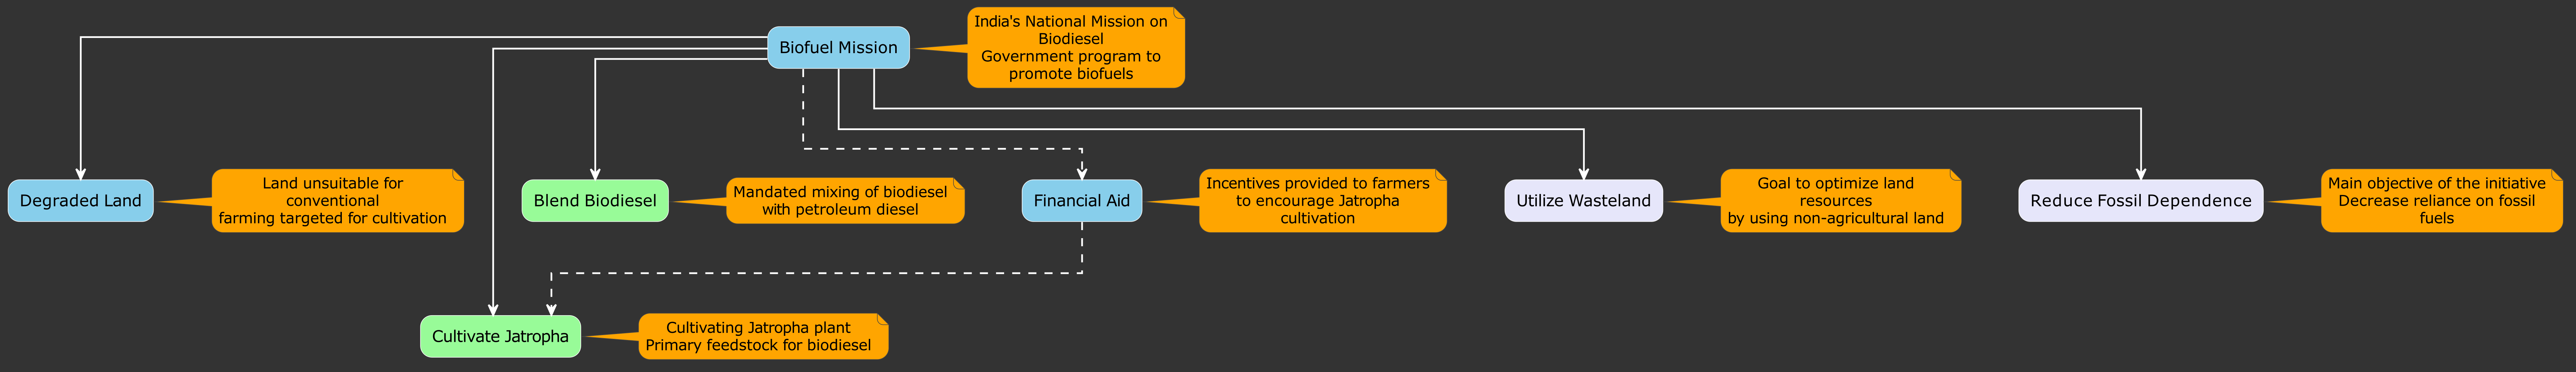 Biofuel Mission
India's National Mission on
Biodiesel
Government program to
promote biofuels
Degraded Land
Land unsuitable for
conventional
farming targeted for cultivation
Blend Biodiesel
Mandated mixing of biodiesel
with petroleum diesel
Financial Aid
Incentives provided to farmers
to encourage Jatropha
cultivation
Utilize Wasteland
Goal to optimize land
resources
by using non-agricultural land
Reduce Fossil Dependence
Main objective of the initiative
Decrease reliance on fossil
fuels
Cultivate Jatropha
Cultivating Jatropha plant
Primary feedstock for biodiesel